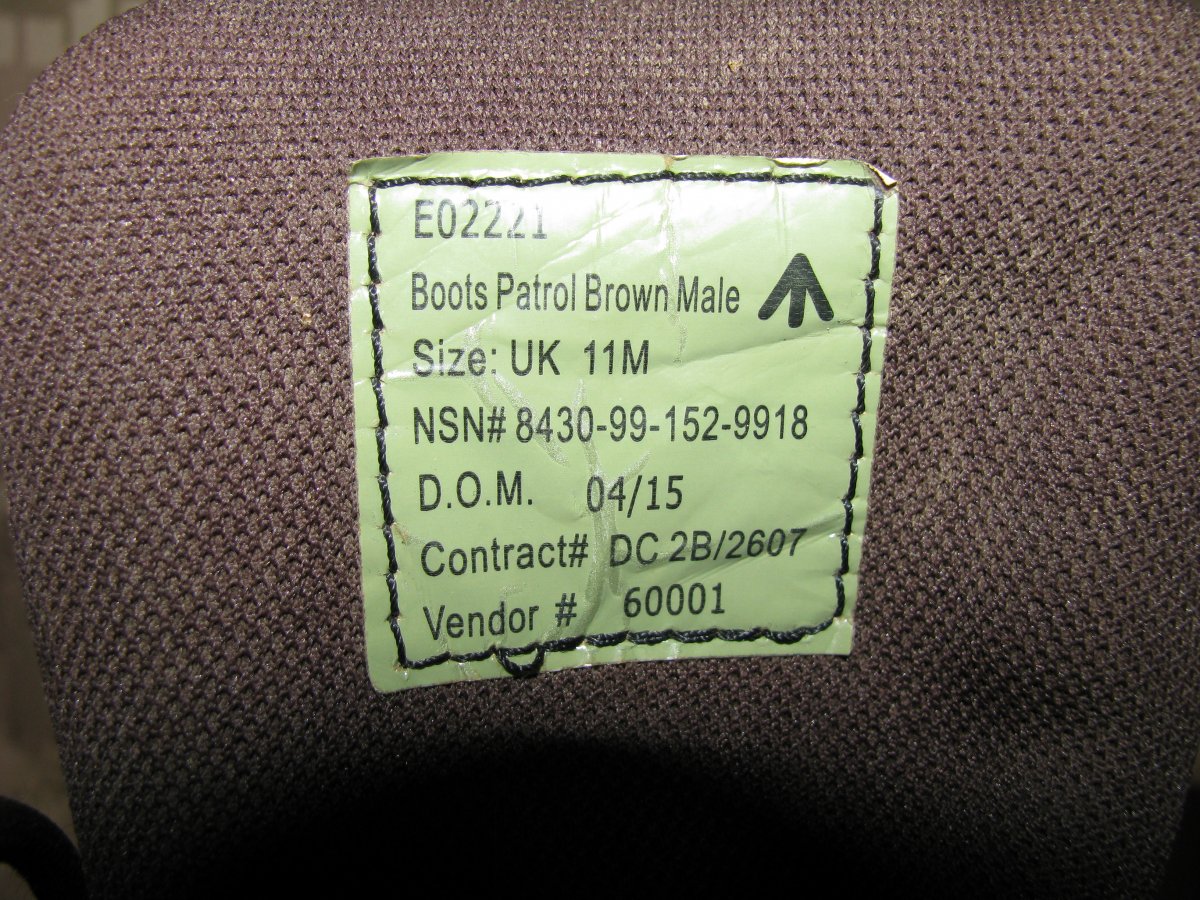 E02221
Boots Patrol Brown Male
Size: UK 11M
NSN# 8430-99-152-9918
D.O.M. 04/15
Contract# DC 2B/2607
Vendor # 60001